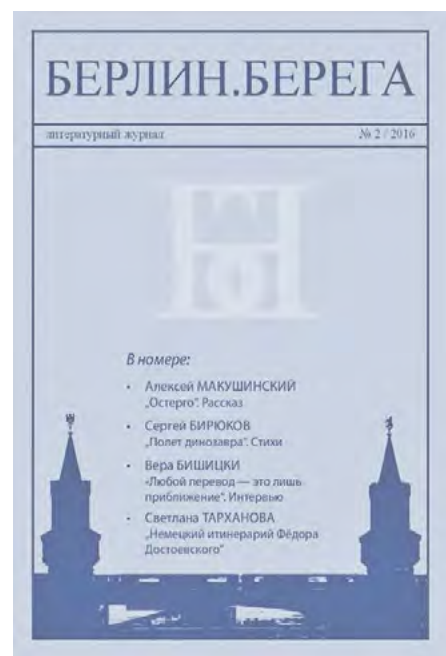 БЕРЛИН.БЕРЕГА
литературный журнал № 2 / 2016
В номере:
• Алексей МАКУШИНСКИЙ
„Остерго“. Рассказ
• Сергей БИРЮКОВ
„Полет динозавра“. Стихи
• Вера БИШИЦКИ
«Любой перевод — это лишь
приближение“. Интервью
• Светлана ТАРХАНОВА
„Немецкий итинерарий Фёдора
Достоевского“